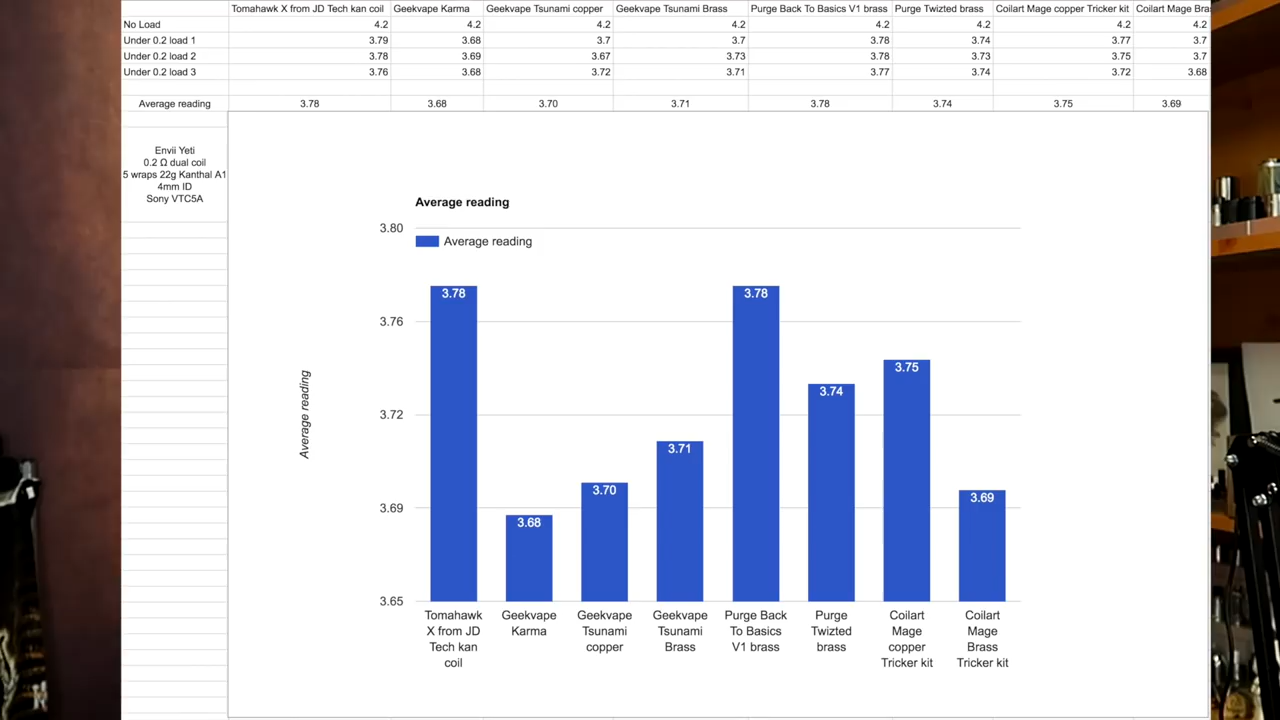 Tomahawk X from JD Tech kan coil Geekvape Karma Geekvape Tsunami copper Geekvape Tsunami Brass Purge Back To Basics V1 brass Purge Twizted brass Coilart Mage copper Tricker kit Coilart Mage Bra
No Load 4.2 4.2 4.2 4.2 4.2 4.2 4.2 4.2
Under 0.2 load 1 3.79 3.68 3.7 3.7 3.78 3.74 3.77 3.7
Under 0.2 load 2 3.78 3.69 3.67 3.73 3.78 3.73 3.75 3.7
Under 0.2 load 3 3.76 3.68 3.72 3.71 3.77 3.74 3.72 3.68
Average reading 3.78 3.68 3.70 3.71 3.78 3.74 3.75 3.69
Envii Yeti
0.2 Ω dual coil
5 wraps 22g Kanthal A1
4mm ID
Sony VTC5A
Average reading
Average reading
Average reading
3.80
3.76
3.72
3.69
3.65
3.78
3.68
3.70
3.71
3.78
3.74
3.75
3.69
Tomahawk
X from JD
Tech kan
coil
Geekvape
Karma
Geekvape
Tsunami
copper
Geekvape
Tsunami
Brass
Purge Back
To Basics
V1 brass
Purge
Twizted
brass
Coilart
Mage
copper
Tricker kit
Coilart
Mage
Brass
Tricker kit